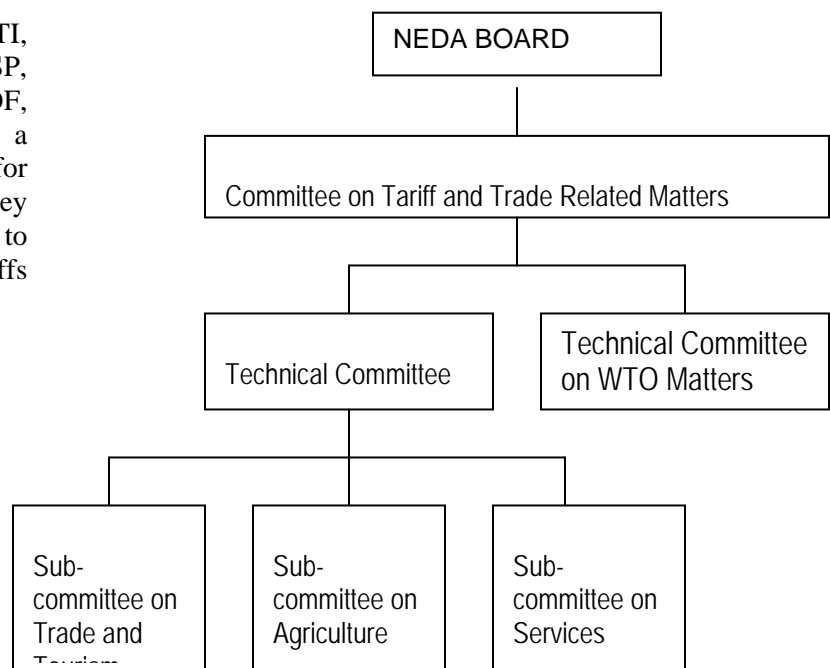 TI,
SP,
OF,
a
for
ey
to
ffs
NEDA BOARD
Committee on Tariff and Trade Related Matters
Technical Committee
Technical Committee
on WTO Matters
Sub-
committee on
Trade and
Tourism
Sub-
committee on
Agriculture
Sub-
committee on
Services